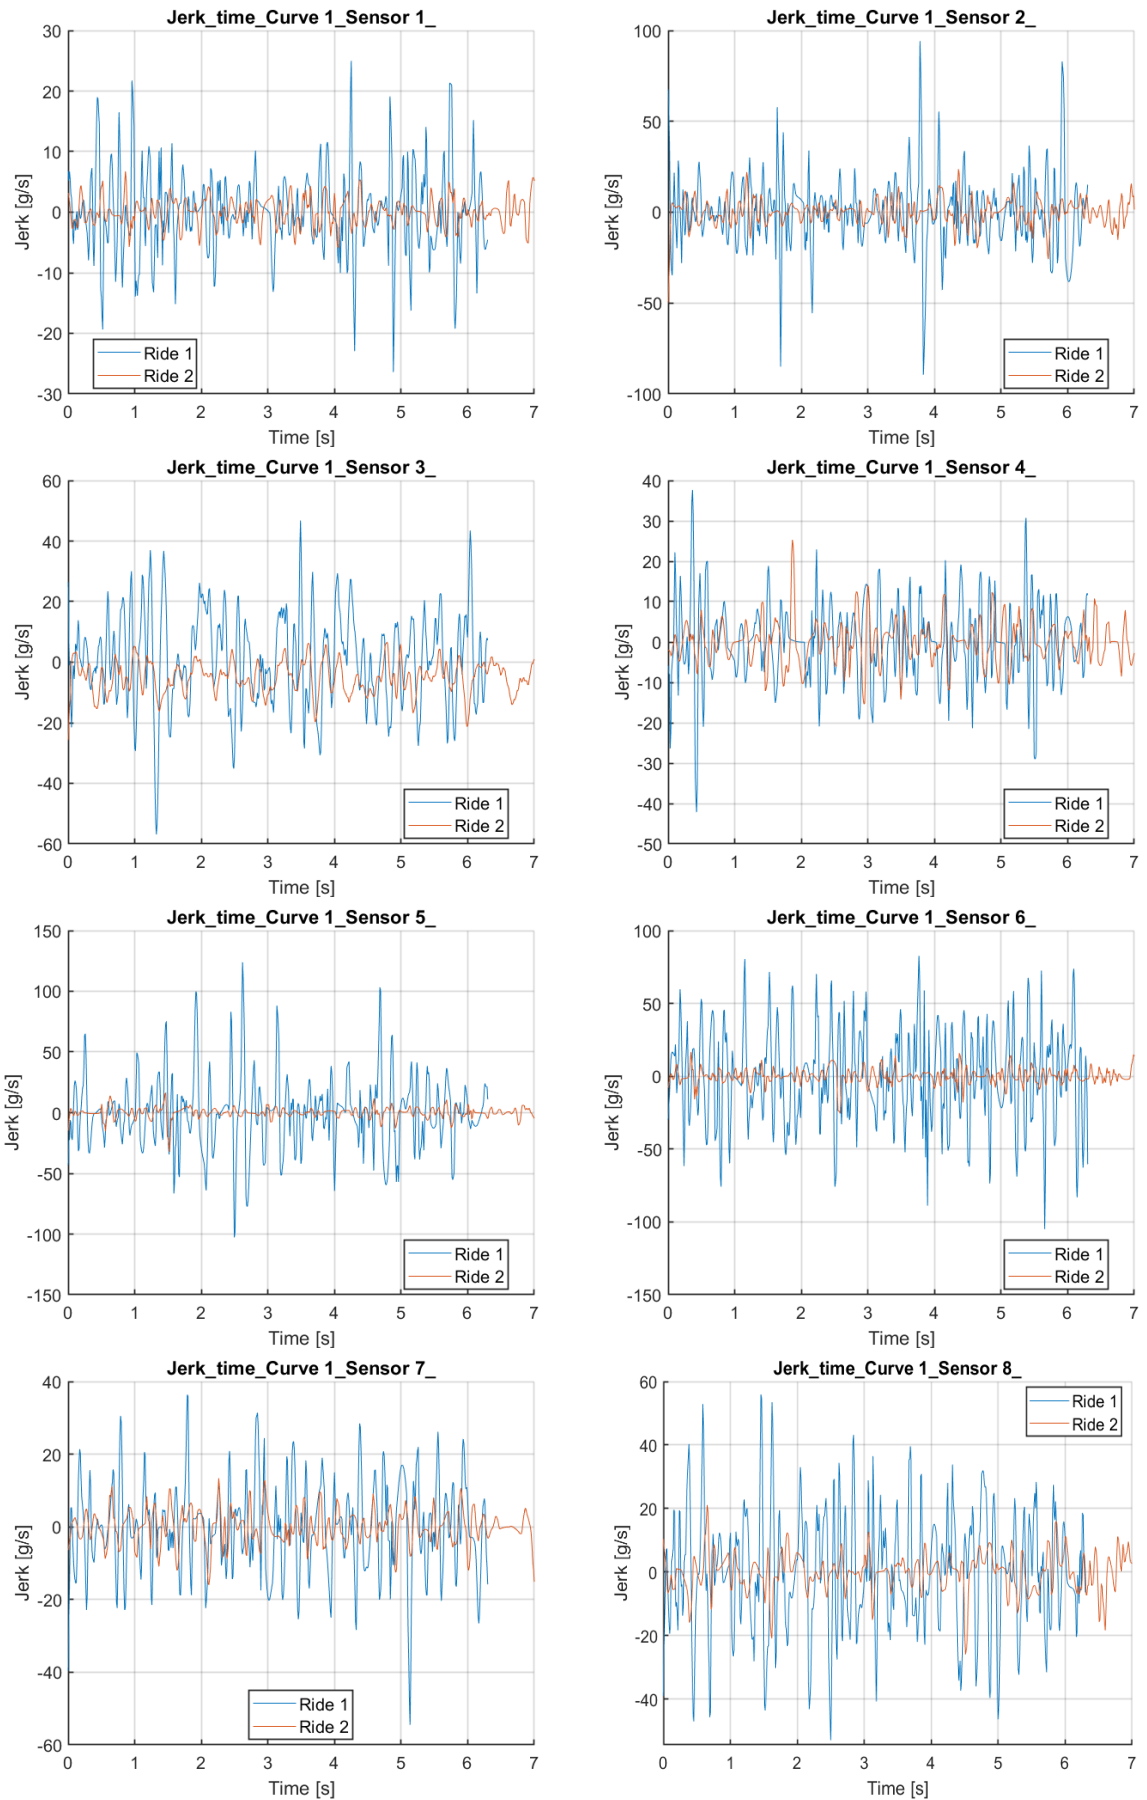 Jerk_time_Curve 1_Sensor 1_
30
20
10
0
-10
-20
-30
Jerk [g/s]
Ride 1
Ride 2
0 1 2 3 4 5 6 7
Time [s]
Jerk_time_Curve 1_Sensor 2_
100
50
0
-50
-100
Jerk [g/s]
Ride 1
Ride 2
0 1 2 3 4 5 6 7
Time [s]
Jerk_time_Curve 1_Sensor 3_
60
40
20
0
-20
-40
-60
Jerk [g/s]
Ride 1
Ride 2
0 1 2 3 4 5 6 7
Time [s]
Jerk_time_Curve 1_Sensor 4_
40
30
20
10
0
-10
-20
-30
-40
-50
Jerk [g/s]
Ride 1
Ride 2
0 1 2 3 4 5 6 7
Time [s]
Jerk_time_Curve 1_Sensor 5_
150
100
50
0
-50
-100
-150
Jerk [g/s]
Ride 1
Ride 2
0 1 2 3 4 5 6 7
Time [s]
Jerk_time_Curve 1_Sensor 6_
100
50
0
-50
-100
-150
Jerk [g/s]
Ride 1
Ride 2
0 1 2 3 4 5 6 7
Time [s]
Jerk_time_Curve 1_Sensor 7_
40
20
0
-20
-40
-60
Jerk [g/s]
Ride 1
Ride 2
0 1 2 3 4 5 6 7
Time [s]
Jerk_time_Curve 1_Sensor 8_
60
40
20
0
-20
-40
Jerk [g/s]
Ride 1
Ride 2
0 1 2 3 4 5 6 7
Time [s]